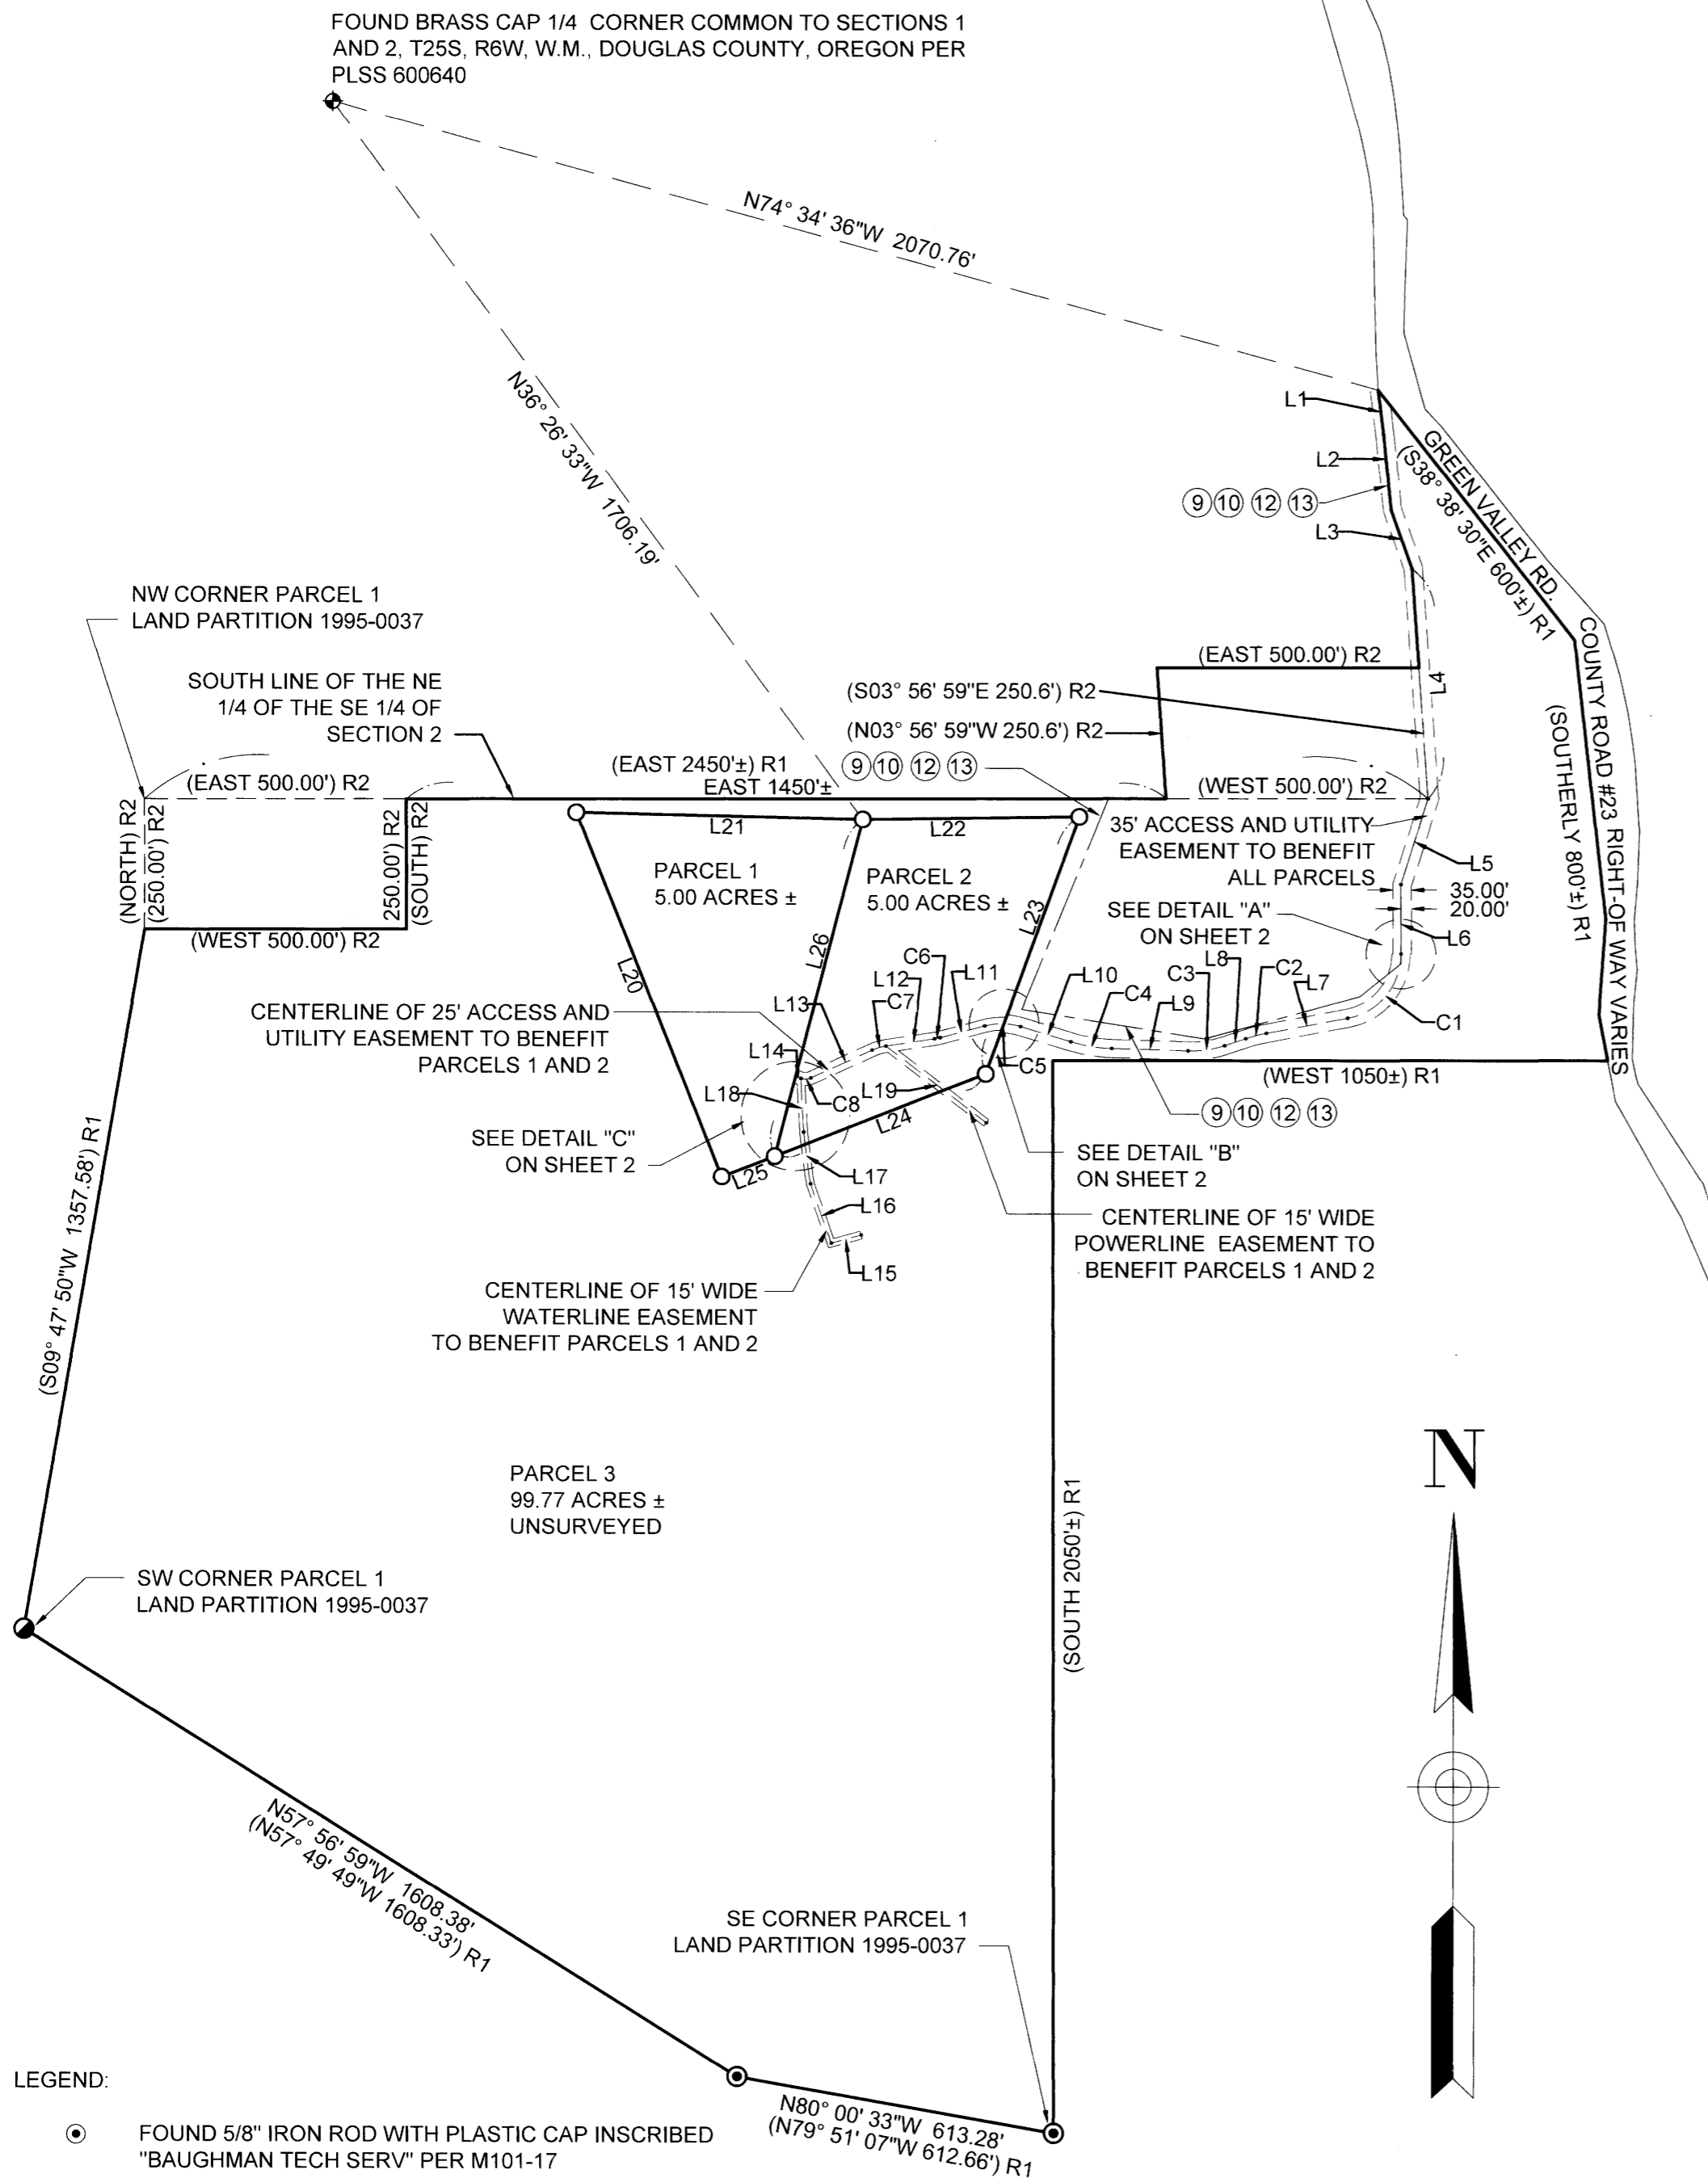 FOUND BRASS CAP 1/4 CORNER COMMON TO SECTIONS 1
AND 2, T25S, R6W, W.M., DOUGLAS COUNTY, OREGON PER
PLSS 600640
N74° 34' 36"W 2070.76'
N36° 26' 33"W 1706.19'
L1
L2
9 10 12 13
L3
GREEN VALLEY RD.
(S38° 38' 30"E 600'±) R1
COUNTY ROAD #23 RIGHT-OF WAY VARIES
(SOUTHERLY 800'±) R1
NW CORNER PARCEL 1
LAND PARTITION 1995-0037
SOUTH LINE OF THE NE
1/4 OF THE SE 1/4 OF
SECTION 2
(EAST 500.00') R2
L4
(S03° 56' 59"E 250.6') R2
(N03° 56' 59"W 250.6') R2
(EAST 2450'±) R1
EAST 1450'±
9 10 12 13
(EAST 500.00') R2
(WEST 500.00') R2
(NORTH) R2
(250.00') R2
250.00') R2
(SOUTH) R2
(WEST 500.00') R2
L21
L22
35' ACCESS AND UTILITY
EASEMENT TO BENEFIT
ALL PARCELS
L5
35.00'
20.00'
L6
PARCEL 1
5.00 ACRES ±
PARCEL 2
5.00 ACRES ±
L23
SEE DETAIL "A"
ON SHEET 2
L20
L26
C6
L11
L12
C7
L13
L10
C4
C3
L9
L8
C2
L7
C1
CENTERLINE OF 25' ACCESS AND
UTILITY EASEMENT TO BENEFIT
PARCELS 1 AND 2
L14
L18
C8
L19
C5
L24
(WEST 1050±) R1
9 10 12 13
SEE DETAIL "C"
ON SHEET 2
L25
L17
L16
L15
SEE DETAIL "B"
ON SHEET 2
CENTERLINE OF 15' WIDE
POWERLINE EASEMENT TO
BENEFIT PARCELS 1 AND 2
CENTERLINE OF 15' WIDE
WATERLINE EASEMENT
TO BENEFIT PARCELS 1 AND 2
(S09° 47' 50"W 1357.58') R1
N
PARCEL 3
99.77 ACRES ±
UNSURVEYED
(SOUTH 2050'±) R1
SW CORNER PARCEL 1
LAND PARTITION 1995-0037
N57° 56' 59"W 1608.38'
(N57° 49' 49"W 1608.33') R1
SE CORNER PARCEL 1
LAND PARTITION 1995-0037
N80° 00' 33"W 613.28'
(N79° 51' 07"W 612.66') R1
LEGEND:
FOUND 5/8" IRON ROD WITH PLASTIC CAP INSCRIBED
"BAUGHMAN TECH SERV" PER M101-17